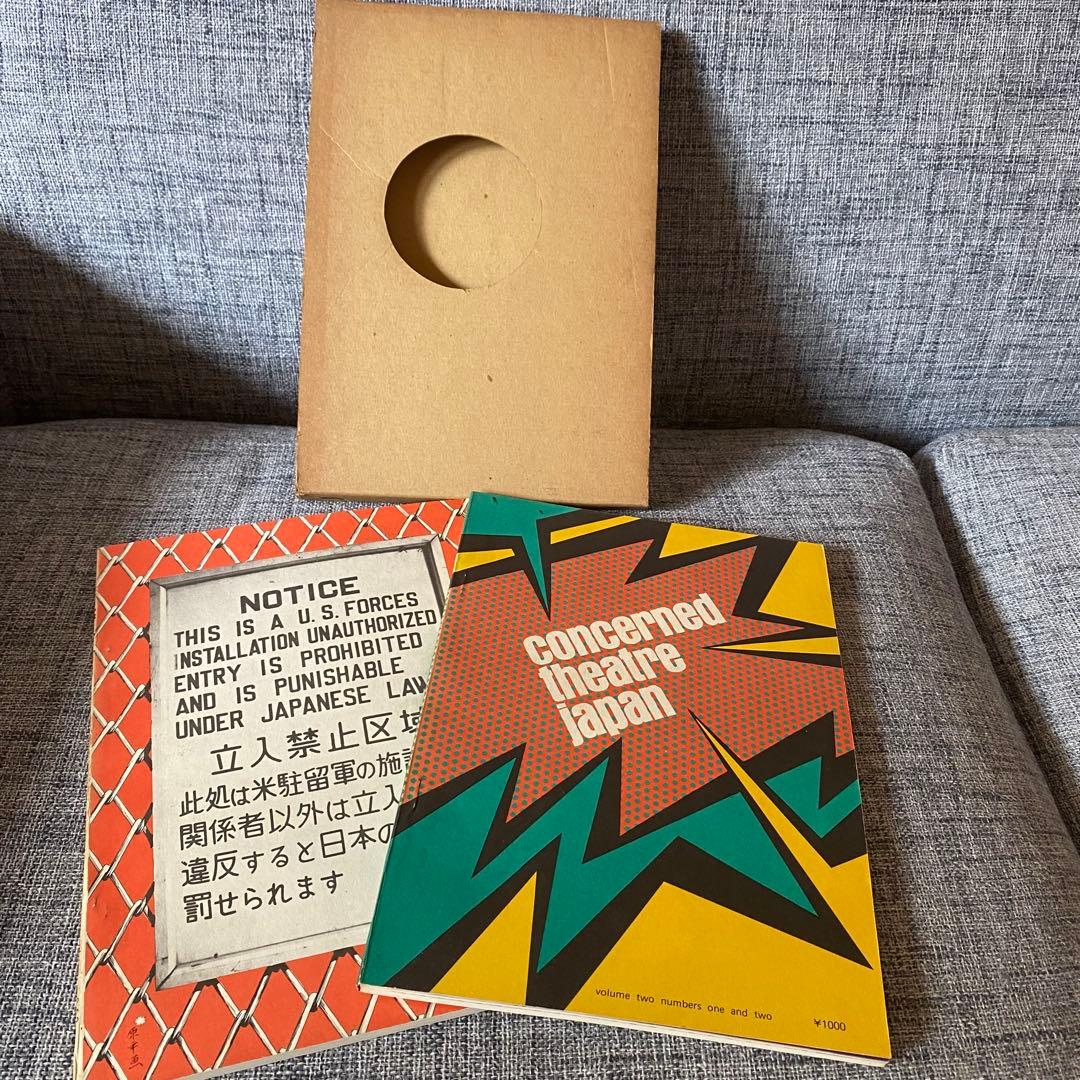 NOTICE
THIS IS A U.S. FORCES
INSTALLATION UNAUTHORIZED
ENTRY IS PROHIBITED
AND IS PUNISHABLE
UNDER JAPANESE LAW
立入禁止区域
此処は米駐留軍の施
関係者以外は立入
違反すると日本の
罰せられます
concerned
theatre
japan
volume two numbers one and two
¥1000